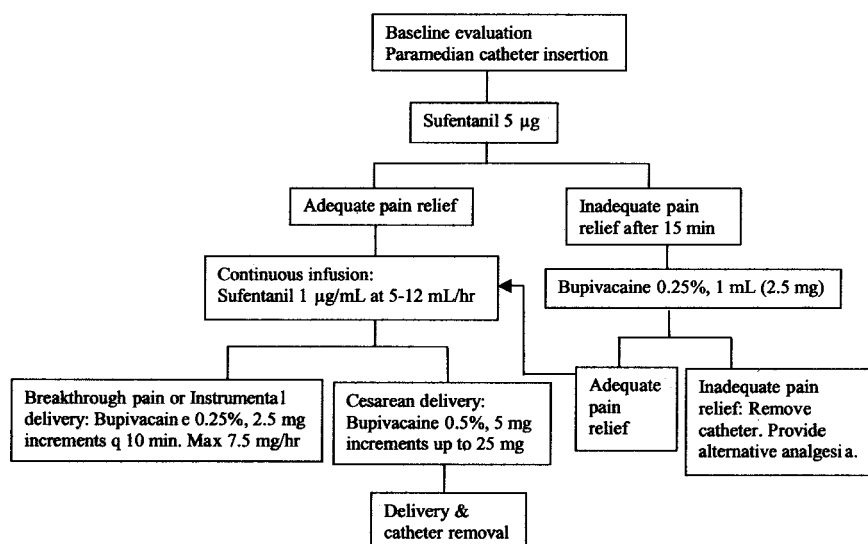 Baseline evaluation
Paramedian catheter insertion
Sufentanil 5 µg
Adequate pain relief
Inadequate pain
relief after 15 min
Continuous infusion:
Sufentanil 1 µg/mL at 5-12 mL/hr
Bupivacaine 0.25%, 1 mL (2.5 mg)
Breakthrough pain or Instrumental
delivery: Bupivacaine 0.25%, 2.5 mg
increments q 10 min. Max 7.5 mg/hr
Cesarean delivery:
Bupivacaine 0.5%, 5 mg
increments up to 25 mg
Adequate
pain
relief
Inadequate pain
relief: Remove
catheter. Provide
alternative analgesia.
Delivery &
catheter removal